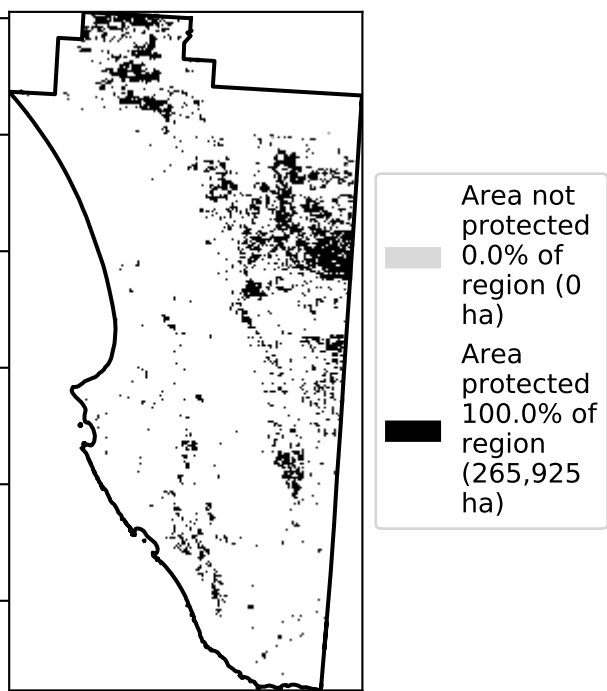 Area not
protected
0.0% of
region (0
ha)
Area
protected
100.0% of
region
(265,925
ha)